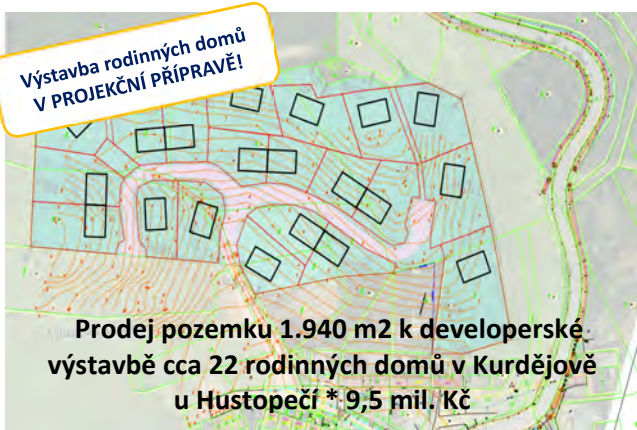 Výstavba rodinných domů
V PROJEKČNÍ PŘÍPRAVĚ!
Prodej pozemku 1.940 m2 k developerské
výstavbě cca 22 rodinných domů v Kurdějově
u Hustopečí * 9,5 mil. Kč